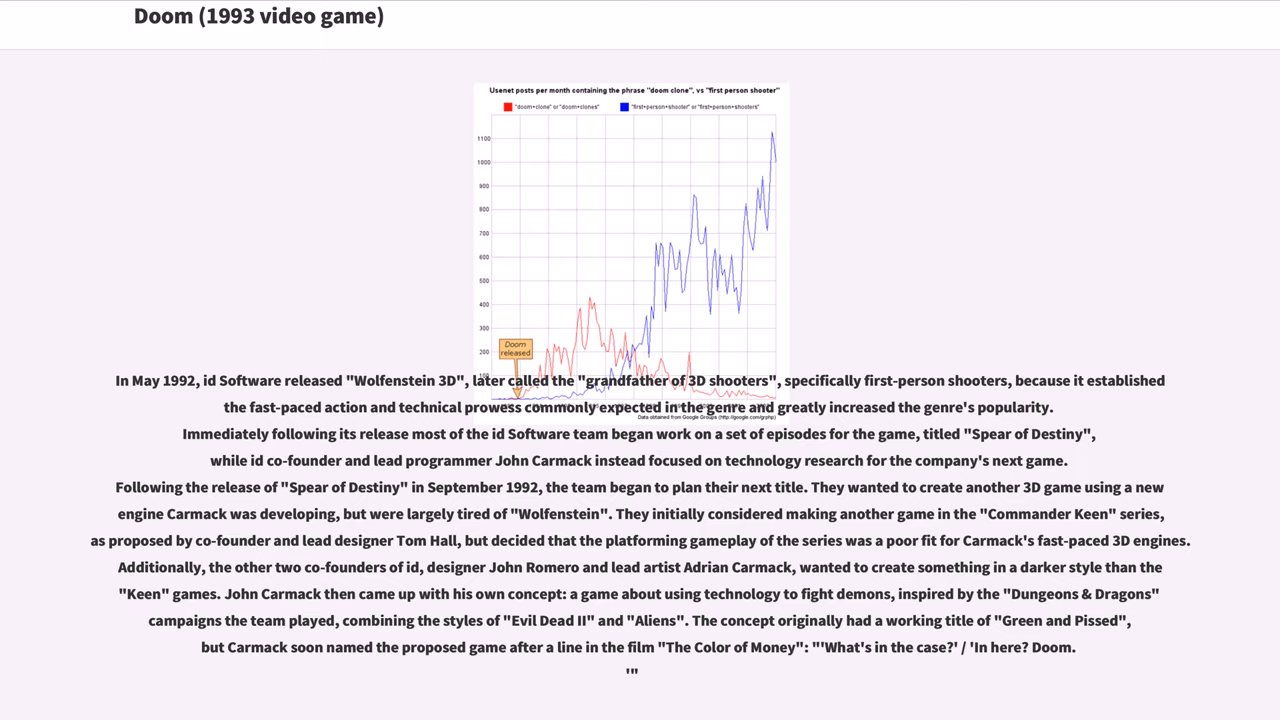 Doom (1993 video game)
Usenet posts per month containing the phrase "doom clone", vs "first person shooter"
"doom+clone" or "doom+clones" "first+person+shooter" or "first+person+shooters"
1100
1000
900
800
700
600
500
400
300
200
100
Doom
released
In May 1992, id Software released "Wolfenstein 3D", later called the "grandfather of 3D shooters", specifically first-person shooters, because it established
the fast-paced action and technical prowess commonly expected in the genre and greatly increased the genre's popularity.
Data obtained from Google Groups (http://google.com/grphp)
Immediately following its release most of the id Software team began work on a set of episodes for the game, titled "Spear of Destiny",
while id co-founder and lead programmer John Carmack instead focused on technology research for the company's next game.
Following the release of "Spear of Destiny" in September 1992, the team began to plan their next title. They wanted to create another 3D game using a new
engine Carmack was developing, but were largely tired of "Wolfenstein". They initially considered making another game in the "Commander Keen" series,
as proposed by co-founder and lead designer Tom Hall, but decided that the platforming gameplay of the series was a poor fit for Carmack's fast-paced 3D engines.
Additionally, the other two co-founders of id, designer John Romero and lead artist Adrian Carmack, wanted to create something in a darker style than the
"Keen" games. John Carmack then came up with his own concept: a game about using technology to fight demons, inspired by the "Dungeons & Dragons"
campaigns the team played, combining the styles of "Evil Dead II" and "Aliens". The concept originally had a working title of "Green and Pissed",
but Carmack soon named the proposed game after a line in the film "The Color of Money": "'What's in the case?' / 'In here? Doom.
'"